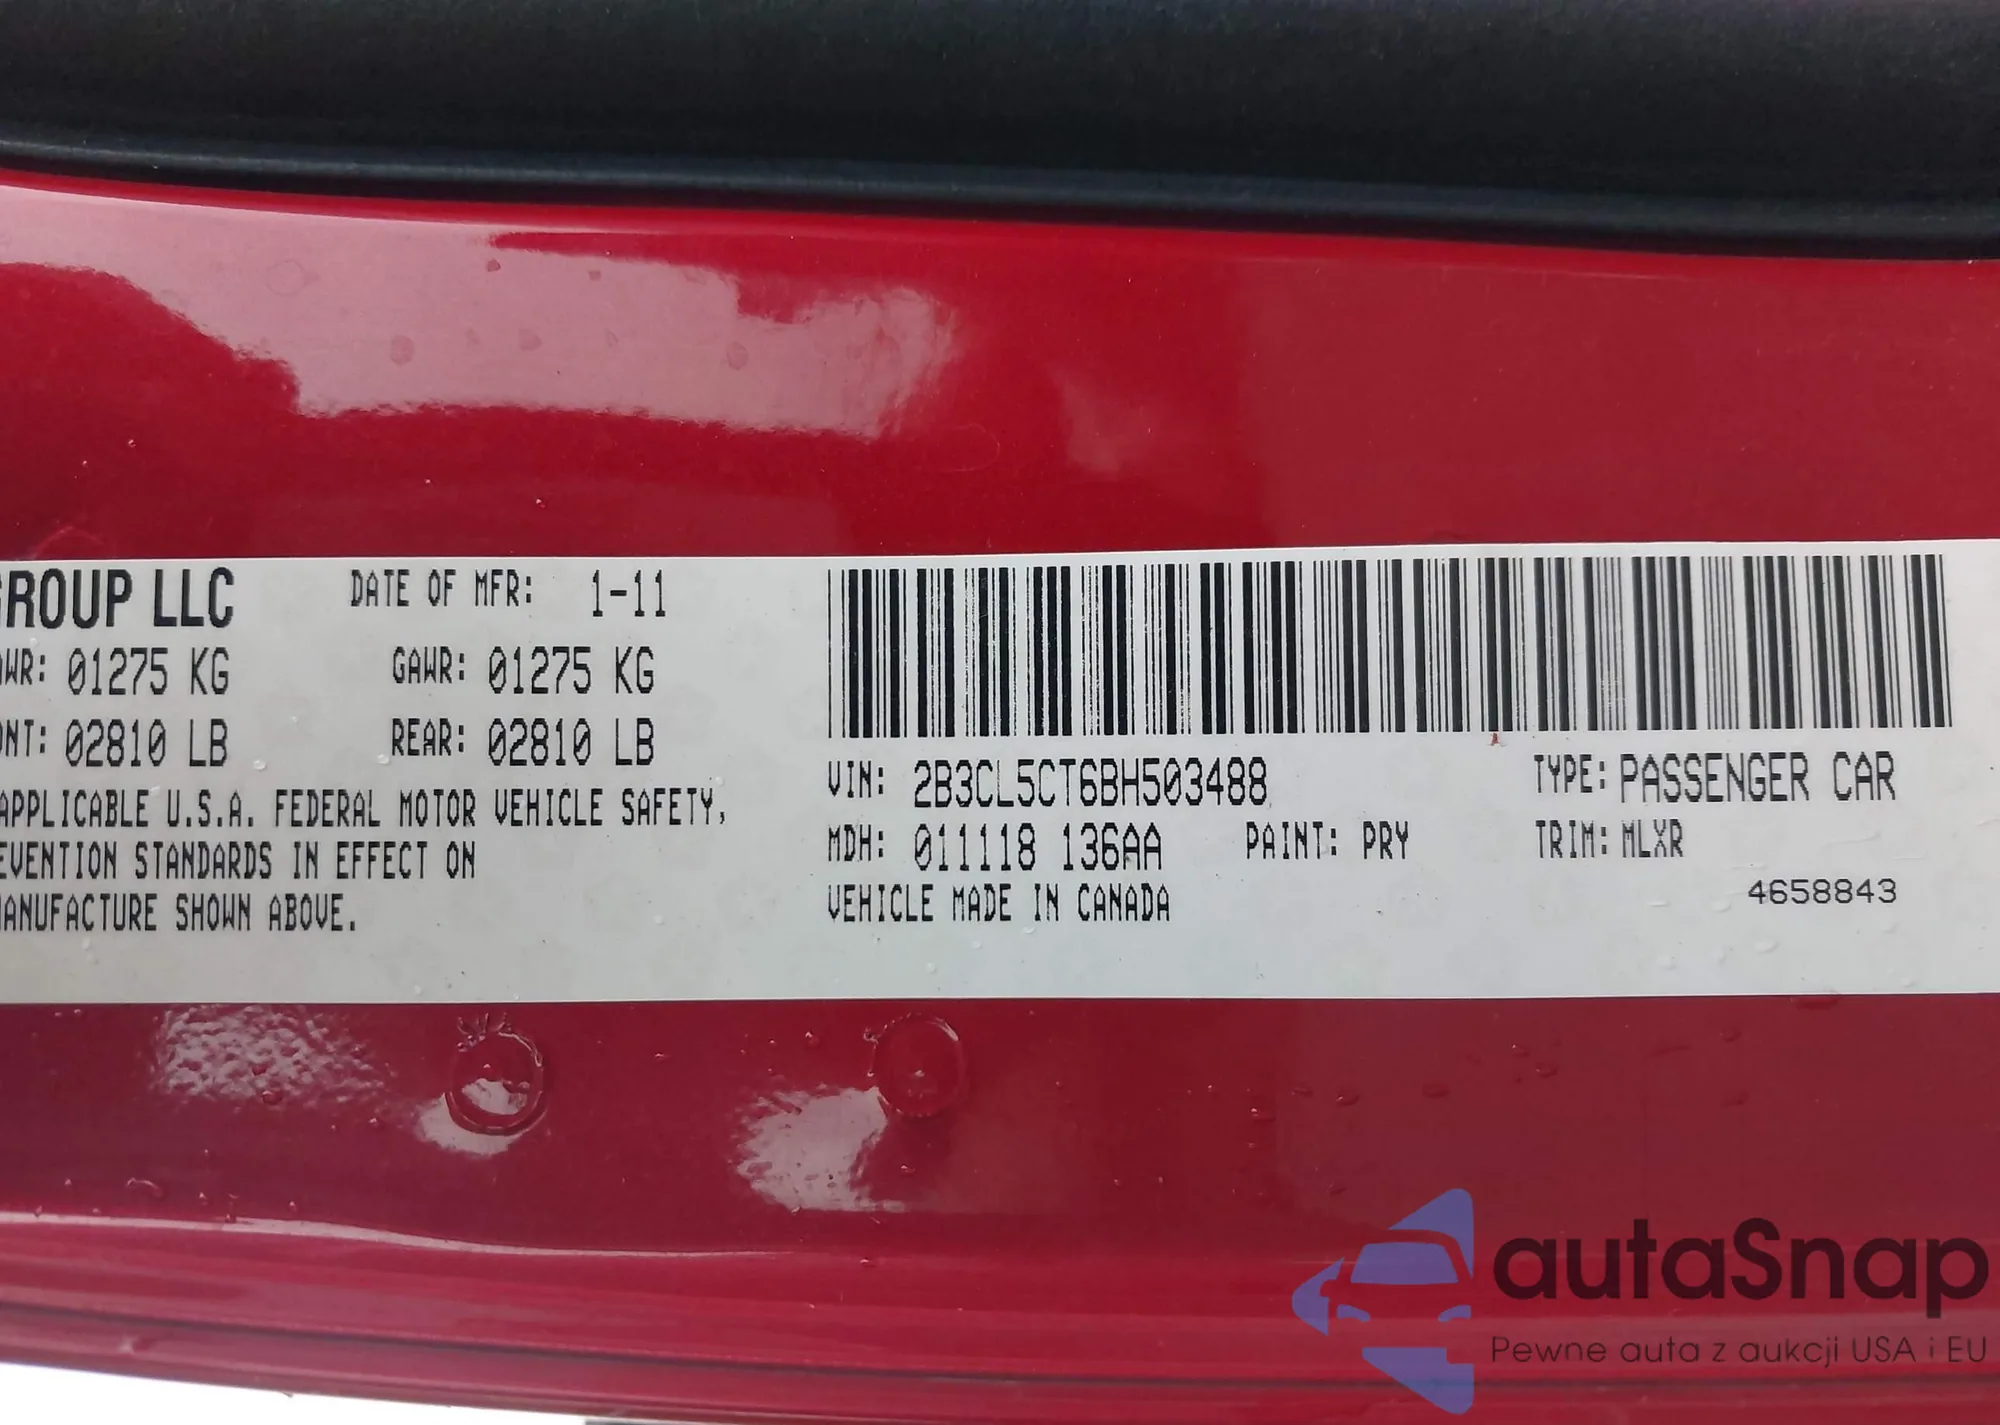 GROUP LLC DATE OF MFR: 1-11
WR: 01275 KG GAWR: 01275 KG
NT: 02810 LB REAR: 02810 LB
APPLICABLE U.S.A. FEDERAL MOTOR VEHICLE SAFETY,
EVENTION STANDARDS IN EFFECT ON
MANUFACTURE SHOWN ABOVE.
VIN: 2B3CL5CT6BH503488 TYPE: PASSENGER CAR
MDH: 011118 136AA PAINT: PRY TRIM: MLXR
VEHICLE MADE IN CANADA 4658843
autaSnap
Pewne auta z aukcji USA i EU